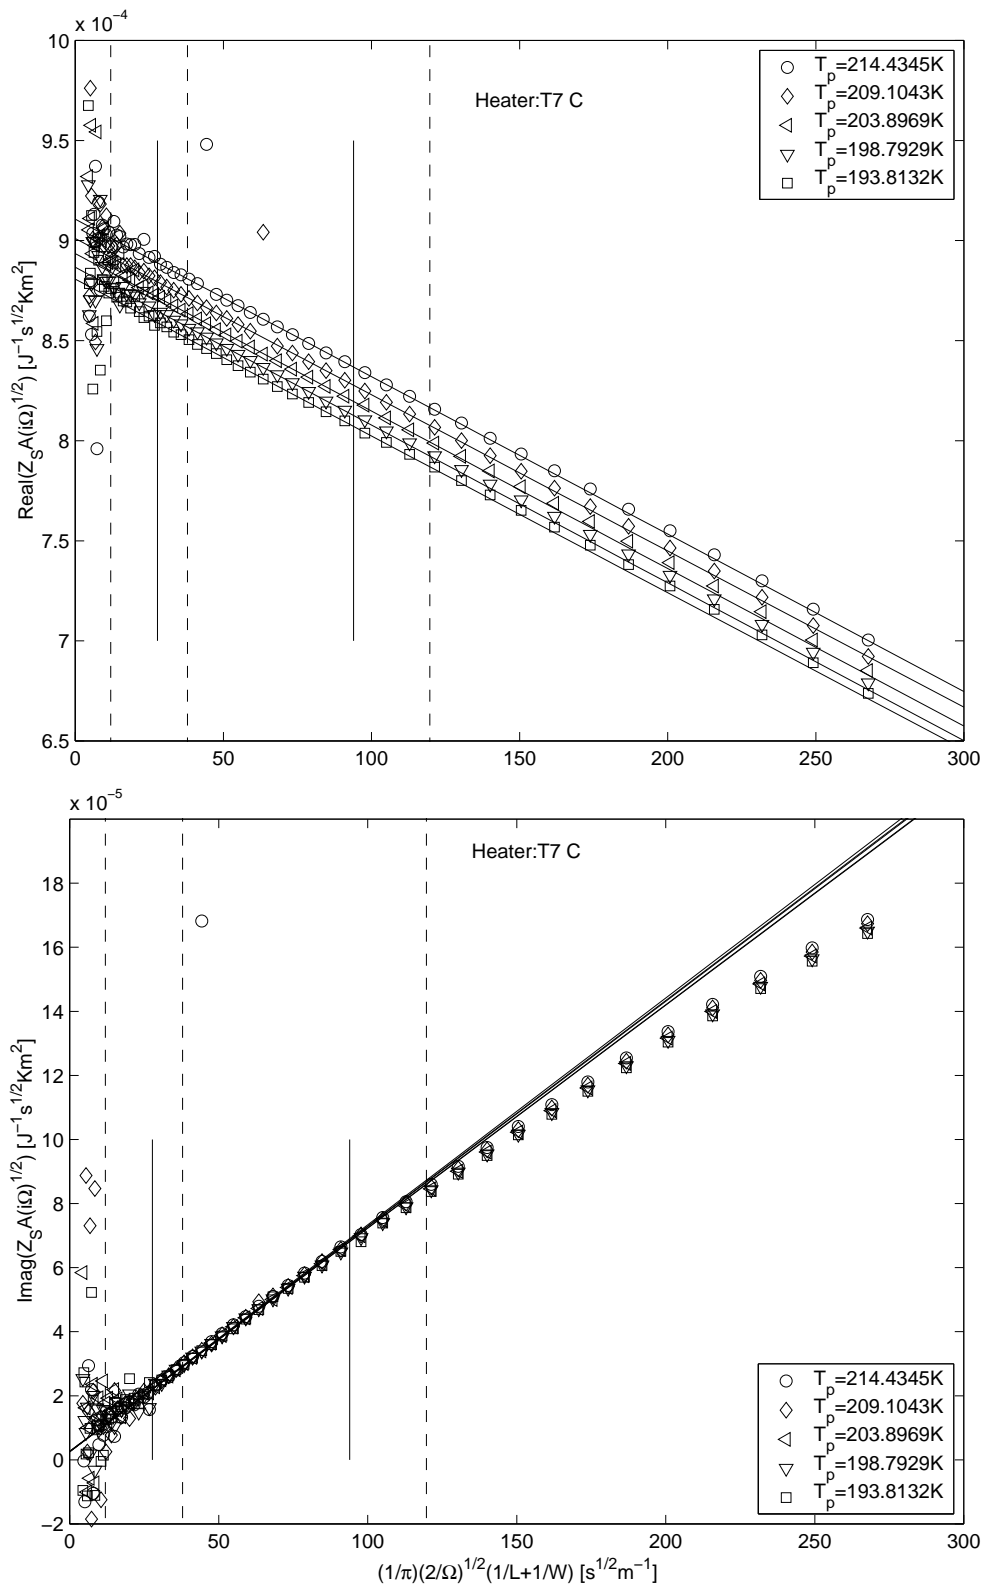 x 10⁻⁴
10
9.5
9
8.5
8
7.5
7
6.5
Real(Z_S A(iΩ)^{1/2}) [J⁻¹s^{1/2}Km²]
Heater:T7 C
T_p=214.4345K
T_p=209.1043K
T_p=203.8969K
T_p=198.7929K
T_p=193.8132K
0 50 100 150 200 250 300
x 10⁻⁵
18
16
14
12
10
8
6
4
2
0
−2
Imag(Z_S A(iΩ)^{1/2}) [J⁻¹s^{1/2}Km²]
Heater:T7 C
T_p=214.4345K
T_p=209.1043K
T_p=203.8969K
T_p=198.7929K
T_p=193.8132K
0 50 100 150 200 250 300
(1/π)(2/Ω)^{1/2}(1/L+1/W) [s^{1/2}m⁻¹]